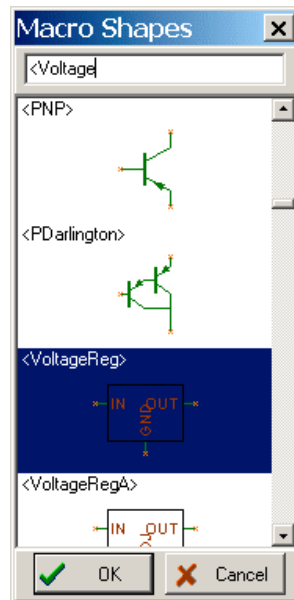 Macro Shapes
<Voltage
<PNP>
<PDarlington>
<VoltageReg>
IN OUT
GND
<VoltageRegA>
IN OUT
OK Cancel